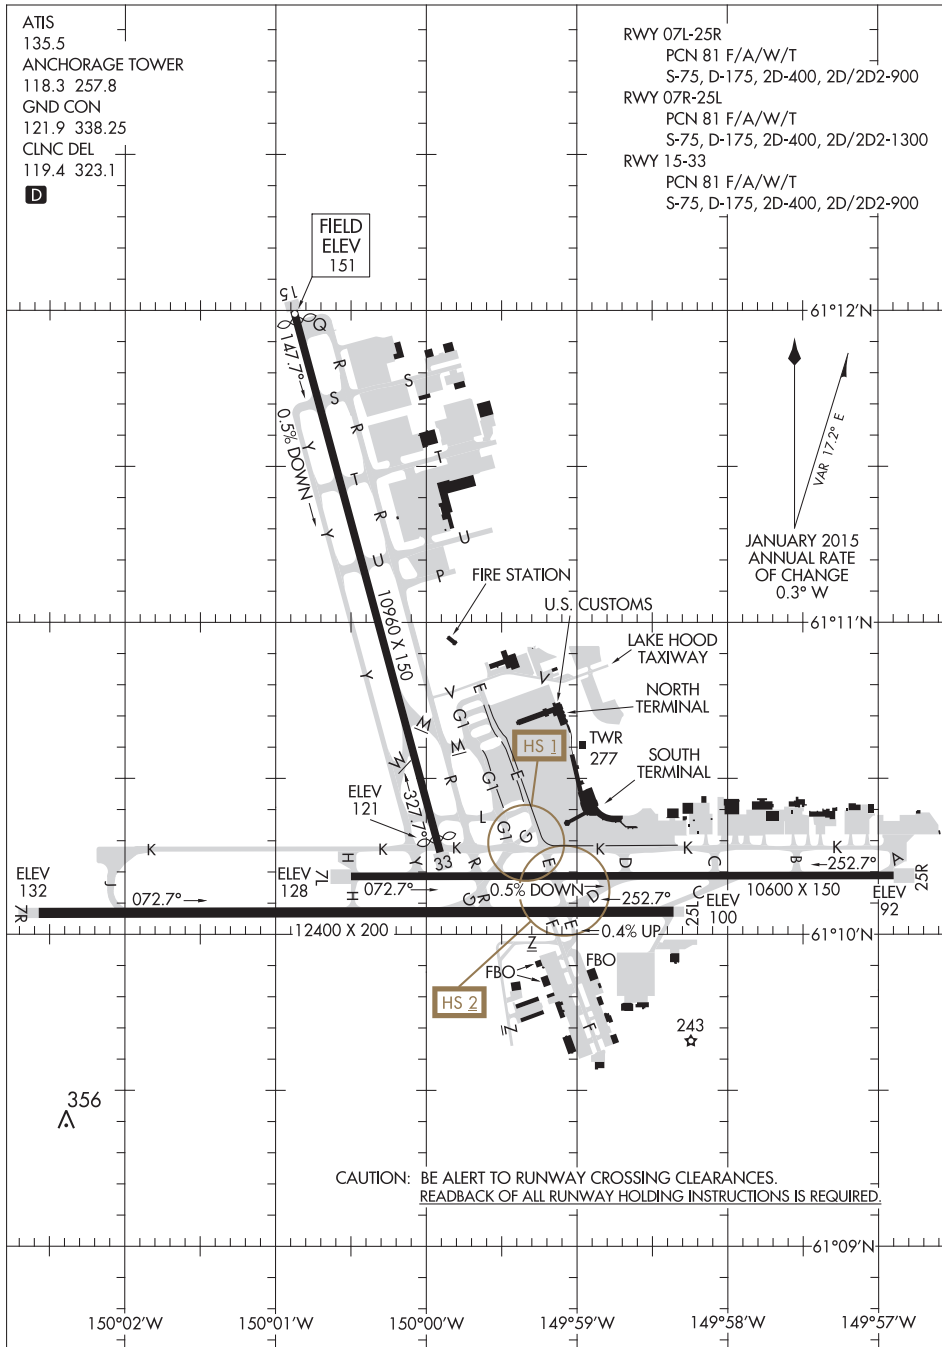 ATIS
135.5
ANCHORAGE TOWER
118.3 257.8
GND CON
121.9 338.25
CLNC DEL
119.4 323.1
D
RWY 07L-25R
PCN 81 F/A/W/T
S-75, D-175, 2D-400, 2D/2D2-900
RWY 07R-25L
PCN 81 F/A/W/T
S-75, D-175, 2D-400, 2D/2D2-1300
RWY 15-33
PCN 81 F/A/W/T
S-75, D-175, 2D-400, 2D/2D2-900
FIELD
ELEV
151
15
61°12'N
Q
147.7°
R
S
S
0.5% DOWN
R
Y
T
T
VAR 17.2° E
R
Y
U
U
P
JANUARY 2015
ANNUAL RATE
OF CHANGE
0.3° W
FIRE STATION
10960 X 150
U.S. CUSTOMS
61°11'N
LAKE HOOD
TAXIWAY
Y
V
E
V
NORTH
TERMINAL
G1
M
M
HS 1
TWR
277
W
E
SOUTH
TERMINAL
R
G1
ELEV
121
327.7°
L
G1
G
K
H
K
Y
33
K
R
E
D
K
K
C
B
K
252.7°
A
ELEV
132
J
ELEV
128
7L
H
072.7°
0.5% DOWN
10600 X 150
ELEV
92
25R
7R
072.7°
G
R
D
252.7°
25L
C
ELEV
100
12400 X 200
F
E
0.4% UP
61°10'N
Z
FBO
FBO
HS 2
Z
F
243
356
CAUTION: BE ALERT TO RUNWAY CROSSING CLEARANCES.
READBACK OF ALL RUNWAY HOLDING INSTRUCTIONS IS REQUIRED.
61°09'N
150°02'W
150°01'W
150°00'W
149°59'W
149°58'W
149°57'W